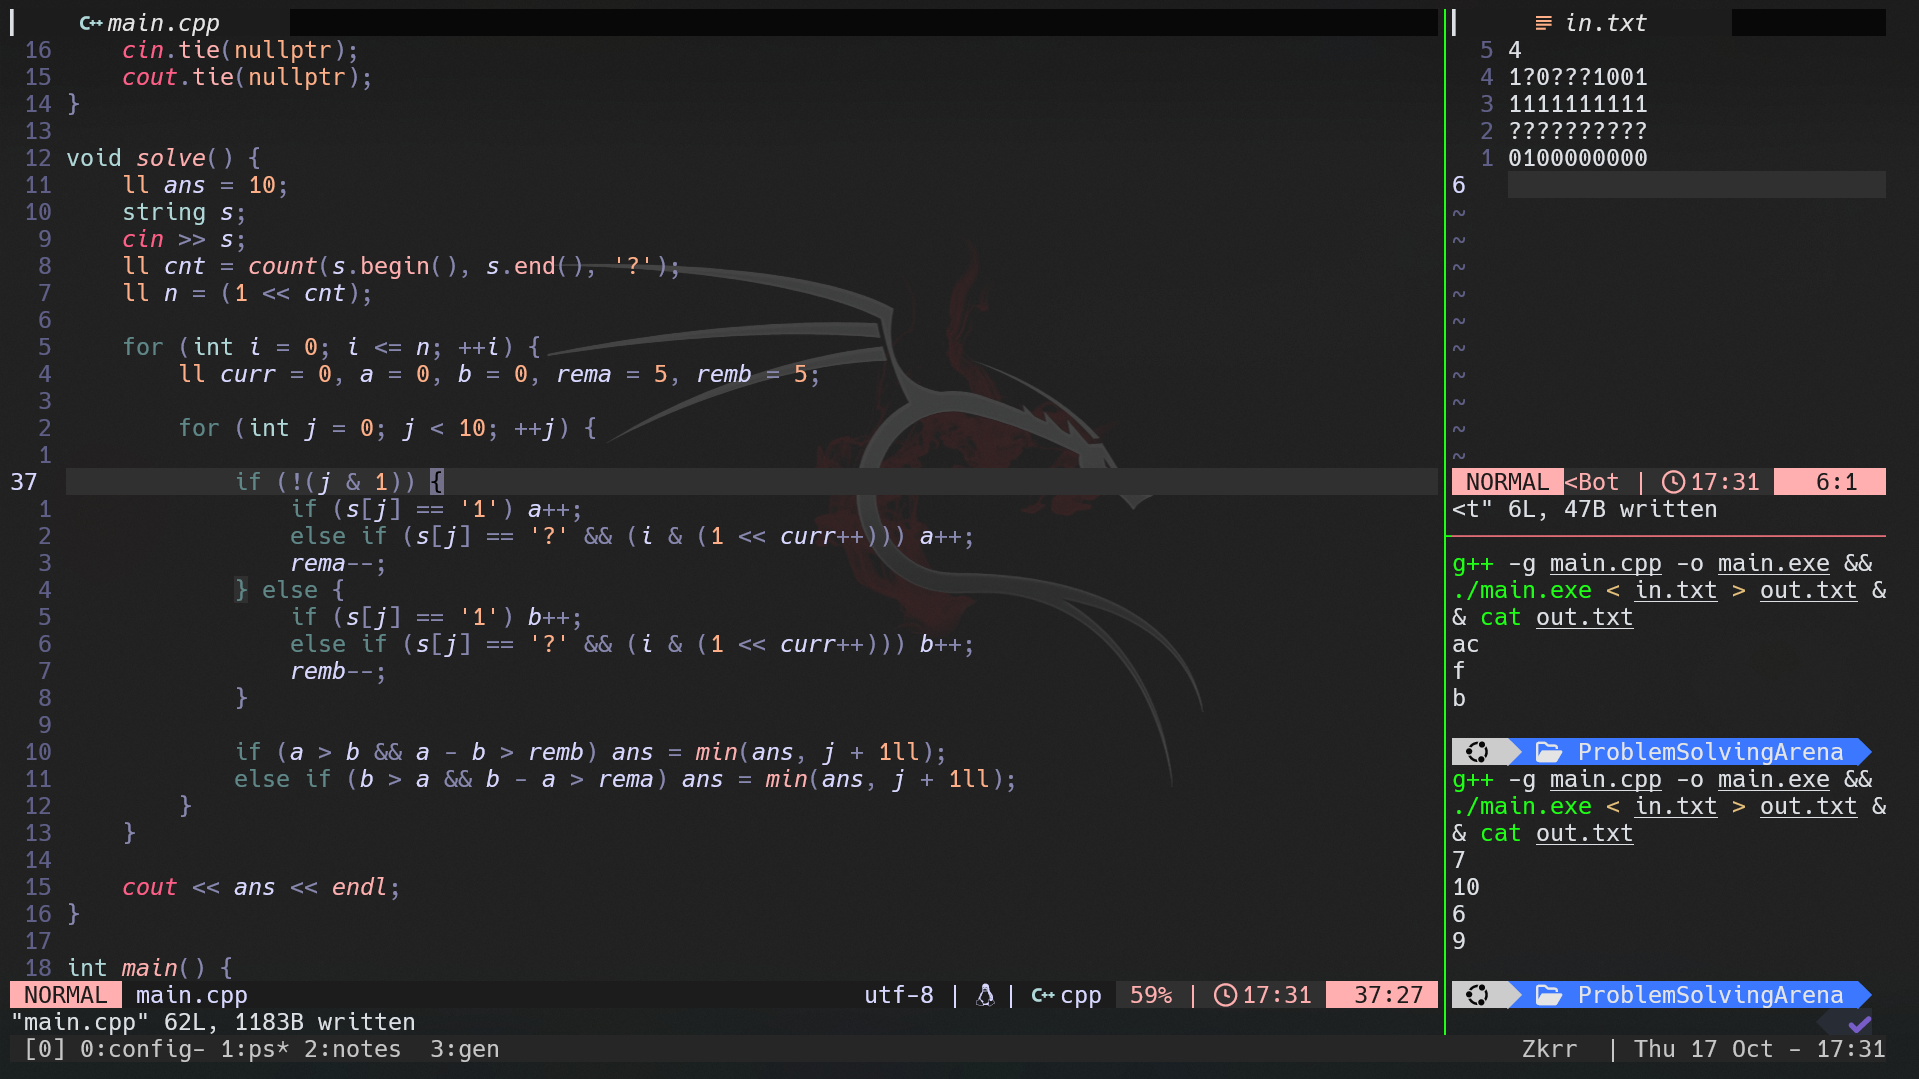 C++ main.cpp
16 cin.tie(nullptr);
15 cout.tie(nullptr);
14 }
13
12 void solve() {
11 ll ans = 10;
10 string s;
9 cin >> s;
8 ll cnt = count(s.begin(), s.end(), '?');
7 ll n = (1 << cnt);
6
5 for (int i = 0; i <= n; ++i) {
4 ll curr = 0, a = 0, b = 0, rema = 5, remb = 5;
3
2 for (int j = 0; j < 10; ++j) {
1
37 if (!(j & 1)) {
1 if (s[j] == '1') a++;
2 else if (s[j] == '?' && (i & (1 << curr++))) a++;
3 rema--;
4 } else {
5 if (s[j] == '1') b++;
6 else if (s[j] == '?' && (i & (1 << curr++))) b++;
7 remb--;
8 }
9
10 if (a > b && a - b > remb) ans = min(ans, j + 1ll);
11 else if (b > a && b - a > rema) ans = min(ans, j + 1ll);
12 }
13 }
14
15 cout << ans << endl;
16 }
17
18 int main() {
NORMAL main.cpp utf-8 | | C++ cpp 59% | 17:31 37:27
"main.cpp" 62L, 1183B written
in.txt
5 4
4 1?0???1001
3 1111111111
2 ??????????
1 0100000000
6
~
~
~
~
~
~
~
~
~
~
NORMAL <Bot | 17:31 6:1
<t" 6L, 47B written
g++ -g main.cpp -o main.exe &&
./main.exe < in.txt > out.txt &
& cat out.txt
ac
f
b
ProblemSolvingArena
g++ -g main.cpp -o main.exe &&
./main.exe < in.txt > out.txt &
& cat out.txt
7
10
6
9
ProblemSolvingArena
[0] 0:config- 1:ps* 2:notes 3:gen Zkrr | Thu 17 Oct - 17:31